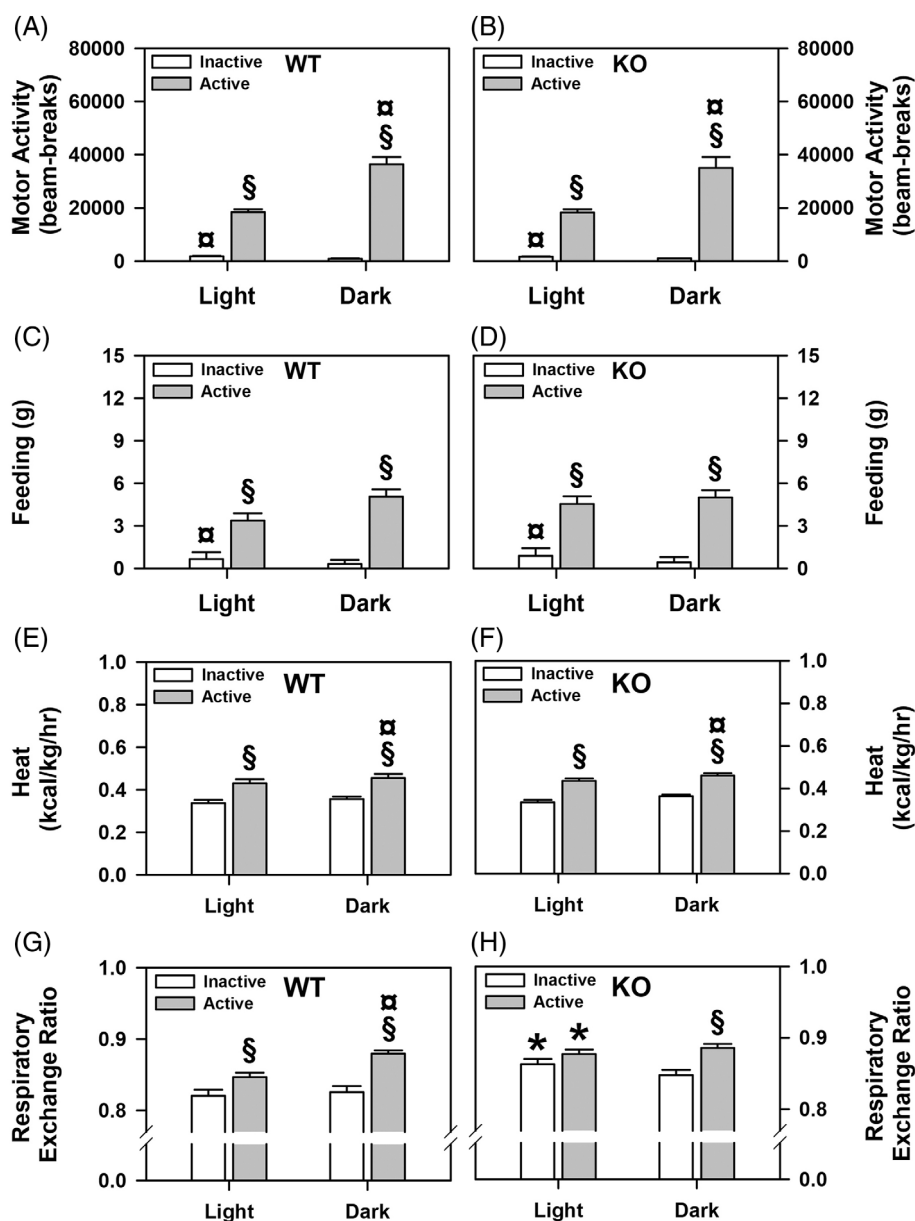 (A)
(B)
Motor Activity
(beam-breaks)
80000
60000
40000
20000
0
Inactive
Active
WT
¤
§
¤
§
Light
Dark
Inactive
Active
KO
¤
§
¤
§
Light
Dark
80000
60000
40000
20000
0
Motor Activity
(beam-breaks)
(C)
(D)
Feeding (g)
15
12
9
6
3
0
Inactive
Active
WT
¤
§
§
Light
Dark
Inactive
Active
KO
¤
§
§
Light
Dark
15
12
9
6
3
0
Feeding (g)
(E)
(F)
Heat
(kcal/kg/hr)
1.0
0.8
0.6
0.4
0.2
0.0
Inactive
Active
WT
§
¤
§
Light
Dark
Inactive
Active
KO
§
¤
§
Light
Dark
1.0
0.8
0.6
0.4
0.2
0.0
Heat
(kcal/kg/hr)
(G)
(H)
Respiratory
Exchange Ratio
1.0
0.9
0.8
0.0
Inactive
Active
WT
§
¤
§
Light
Dark
Inactive
Active
KO
*
*
§
Light
Dark
1.0
0.9
0.8
0.0
Respiratory
Exchange Ratio